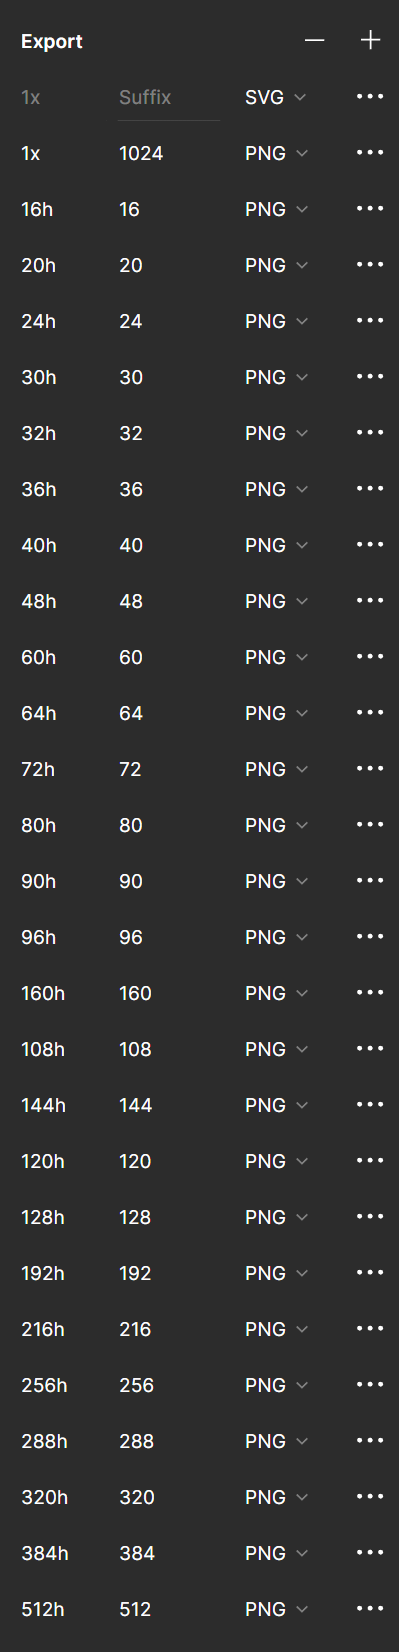 Export
1x Suffix SVG
1x 1024 PNG
16h 16 PNG
20h 20 PNG
24h 24 PNG
30h 30 PNG
32h 32 PNG
36h 36 PNG
40h 40 PNG
48h 48 PNG
60h 60 PNG
64h 64 PNG
72h 72 PNG
80h 80 PNG
90h 90 PNG
96h 96 PNG
160h 160 PNG
108h 108 PNG
144h 144 PNG
120h 120 PNG
128h 128 PNG
192h 192 PNG
216h 216 PNG
256h 256 PNG
288h 288 PNG
320h 320 PNG
384h 384 PNG
512h 512 PNG